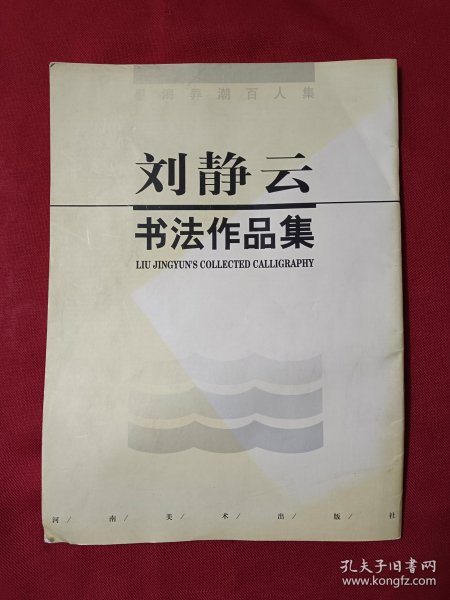 墨海弄潮百人集
刘静云
书法作品集
LIU JINGYUN'S COLLECTED CALLIGRAPHY
河/ 南/ 美/ 术/ 出/ 版/ 社
孔夫子旧书网
www.kongfz.com